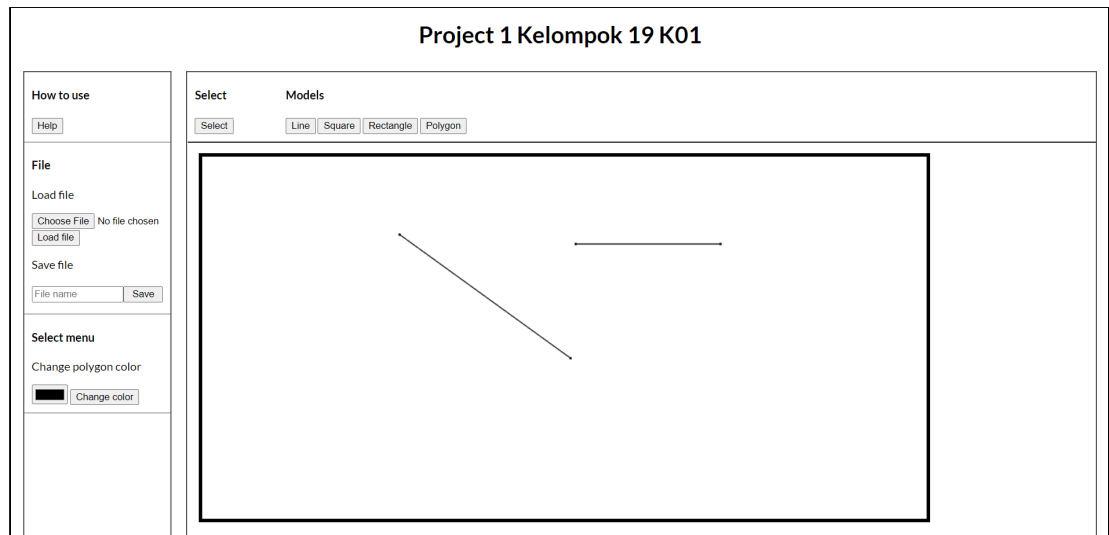 Project 1 Kelompok 19 K01
How to use
Help
File
Load file
Choose File No file chosen
Load file
Save file
File name Save
Select menu
Change polygon color
Change color
Select Models
Select Line Square Rectangle Polygon